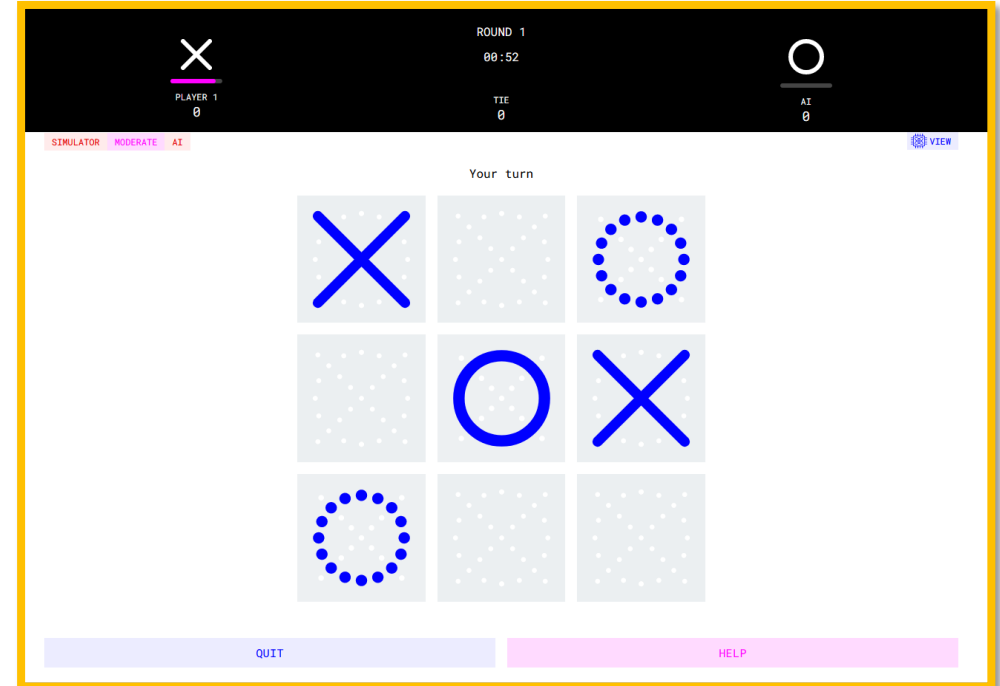 ROUND 1
00:52
PLAYER 1
0
TIE
0
AI
0
SIMULATOR MODERATE AI
VIEW
Your turn
QUIT
HELP